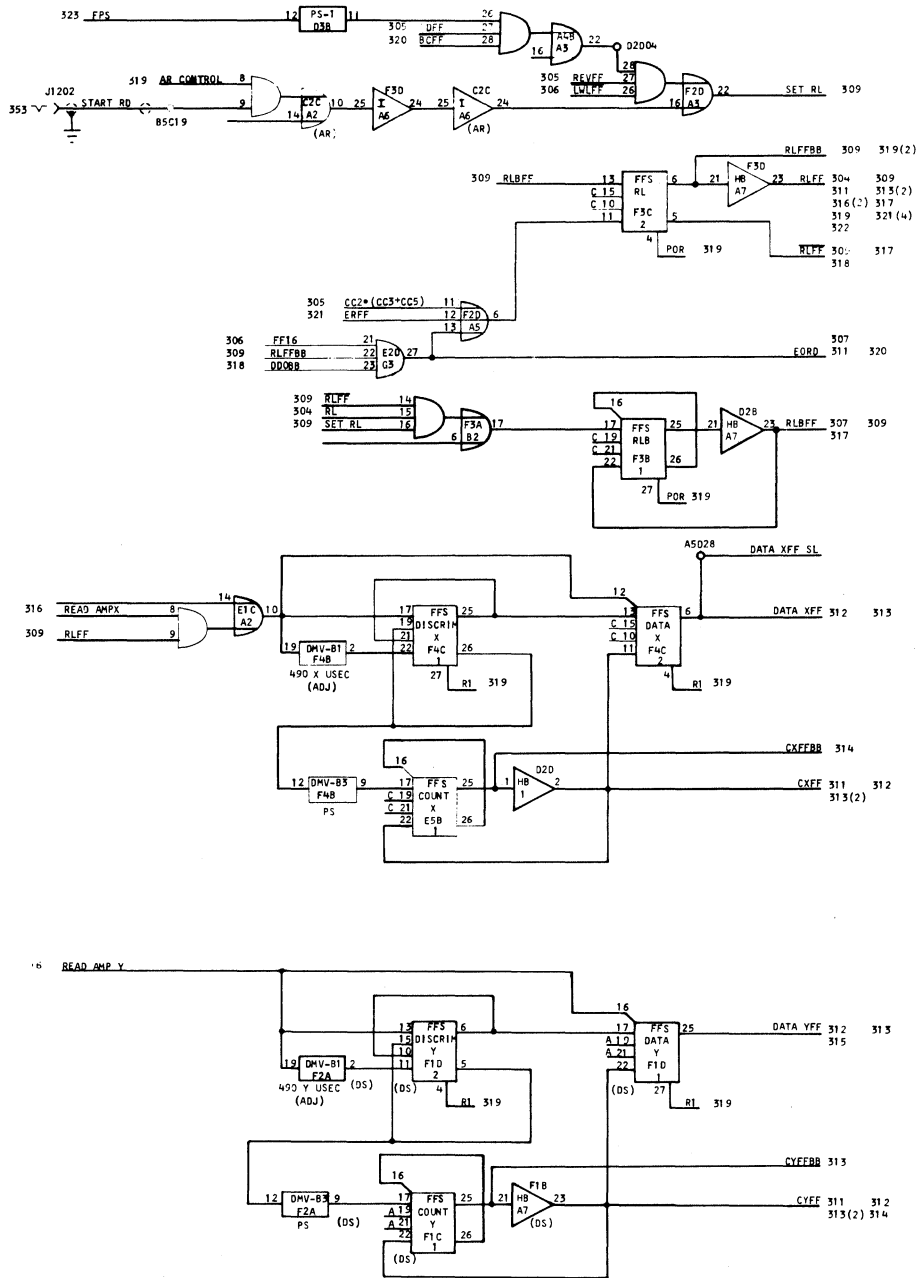 323 FPS 12 PS-1 D3B 11 26
305 DFF 27
320 BCFF 28
16 A4B A3 22 D2D04
28
305 REVFF 27
306 LWLFF 26
319 AR CONTROL 8
J1202
353 START RD 9
B5C19
14 C2C A2 10 25 F3D I A6 24 25 C2C I A6 24 16 F2D A3 22 SET RL 309
(AR) (AR)
RLFFBB 309 319(2)
309 RLBFF 13 FFS RL F3C 2 6 21 F3D HB A7 23 RLFF 304 309
C 15 311 313(2)
C 10 316(2) 317
11 5 319 321(4)
322
4 POR 319 RLFF 305 317
318
305 CC2•(CC3+CC5) 11
321 ERFF 12 F2D 6
13 A5
306 FF16 21 307
309 RLFFBB 22 E2D 27 EORD 311 320
318 DDOBB 23 G3
309 RLFF 14
304 RL 15
309 SET RL 16
6 F3A B2 17
16
17 FFS RLB F3B 1 25 21 D2B HB A7 23 RLBFF 307 309
C 19 317
C 21
22 26
27 POR 319
A5D28 DATA XFF SL
316 READ AMPX 8 14 E1C A2 10
309 RLFF 9
17 FFS DISCRIM X F4C 1 25
19
21
22 26
27 R1 319
19 DMV-B1 F4B 2
490 X USEC
(ADJ)
12
13 FFS DATA X F4C 2 6 DATA XFF 312 313
C 15
C 10
11
4 R1 319
CXFFBB 314
12 DMV-B3 F4B 9
PS
16
17 FFS COUNT X E5B 1 25 1 D2D HB 1 2 CXFF 311 312
C 19 313(2)
C 21
22 26
6 READ AMP Y
13 FFS DISCRIM Y F1D 2 6
15
10
11 5
4 R1 319
19 DMV-B1 F2A 2 (DS) (DS)
490 Y USEC
(ADJ)
16
17 FFS DATA Y F1D 1 25 DATA YFF 312 313
A 19 315
A 21
22
(DS) 27 R1 319
CYFFBB 313
12 DMV-B3 F2A 9
PS (DS)
16
17 FFS COUNT Y F1C 1 25 21 F1B HB A7 23 CYFF 311 312
A 19 (DS) 313(2) 314
A 21
22 26
(DS)